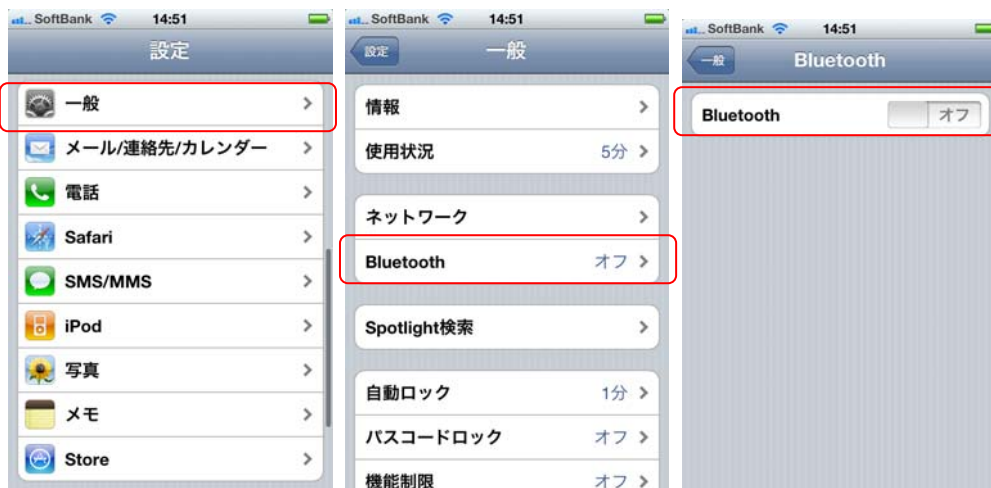 SoftBank 14:51
設定
一般
メール/連絡先/カレンダー
電話
Safari
SMS/MMS
iPod
写真
メモ
Store
SoftBank 14:51
設定 一般
情報
使用状況 5分
ネットワーク
Bluetooth オフ
Spotlight検索
自動ロック 1分
パスコードロック オフ
機能制限 オフ
SoftBank 14:51
一般 Bluetooth
Bluetooth オフ